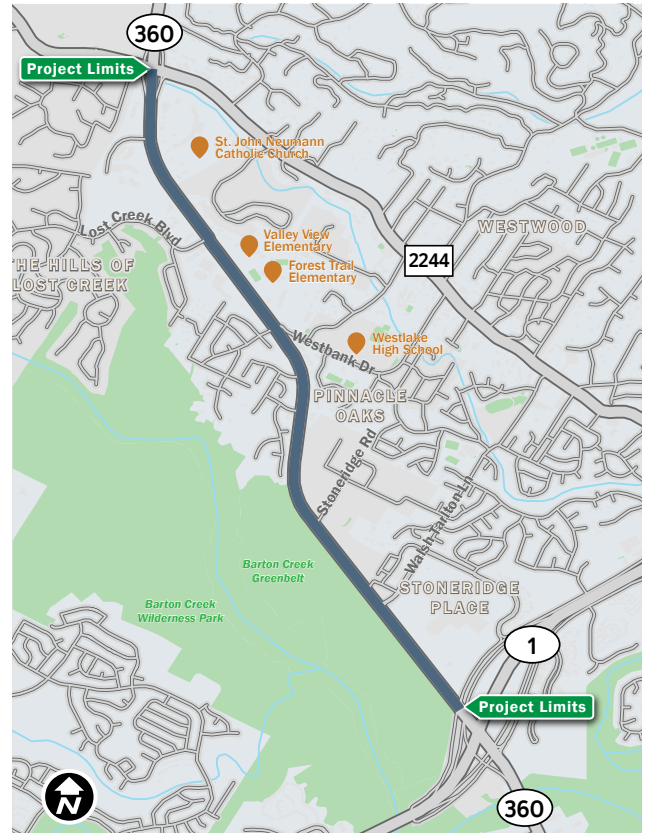 360
Project Limits
St. John Neumann
Catholic Church
Lost Creek Blvd
Valley View
Elementary
WESTWOOD
2244
THE HILLS OF
LOST CREEK
Forest Trail
Elementary
Westbank Dr
Westlake
High School
PINNACLE
OAKS
Stoneridge Rd
Walsh Tarlton Ln
Barton Creek
Greenbelt
STONERIDGE
PLACE
Barton Creek
Wilderness Park
1
Project Limits
N
360